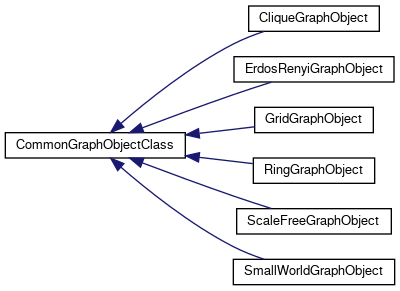 CliqueGraphObject
ErdosRenyiGraphObject
GridGraphObject
CommonGraphObjectClass
RingGraphObject
ScaleFreeGraphObject
SmallWorldGraphObject